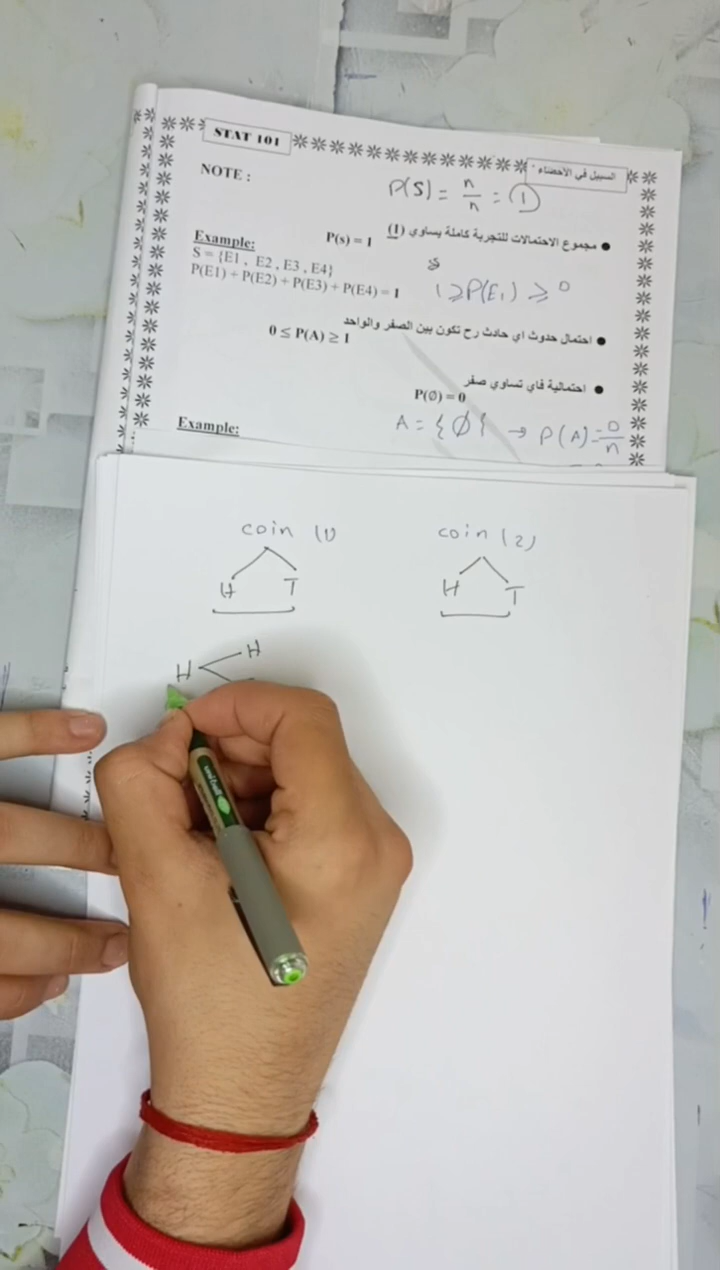 STAT 101
السبيل في الأحصاء
NOTE :
P(S) = n/n = 1
مجموع الاحتمالات للتجربة كاملة يساوي (1) P(s) = 1
Example:
S = {E1 , E2 , E3 , E4}
P(E1) + P(E2) + P(E3) + P(E4) = 1
1 ≥ P(E1) ≥ 0
احتمال حدوث اي حادث رح تكون بين الصفر والواحد
0 ≤ P(A) ≥ 1
احتمالية فاي تساوي صفر
P(∅) = 0
A = {∅} → P(A) = 0/n
Example:
coin (1) coin (2)
H T H T
H H